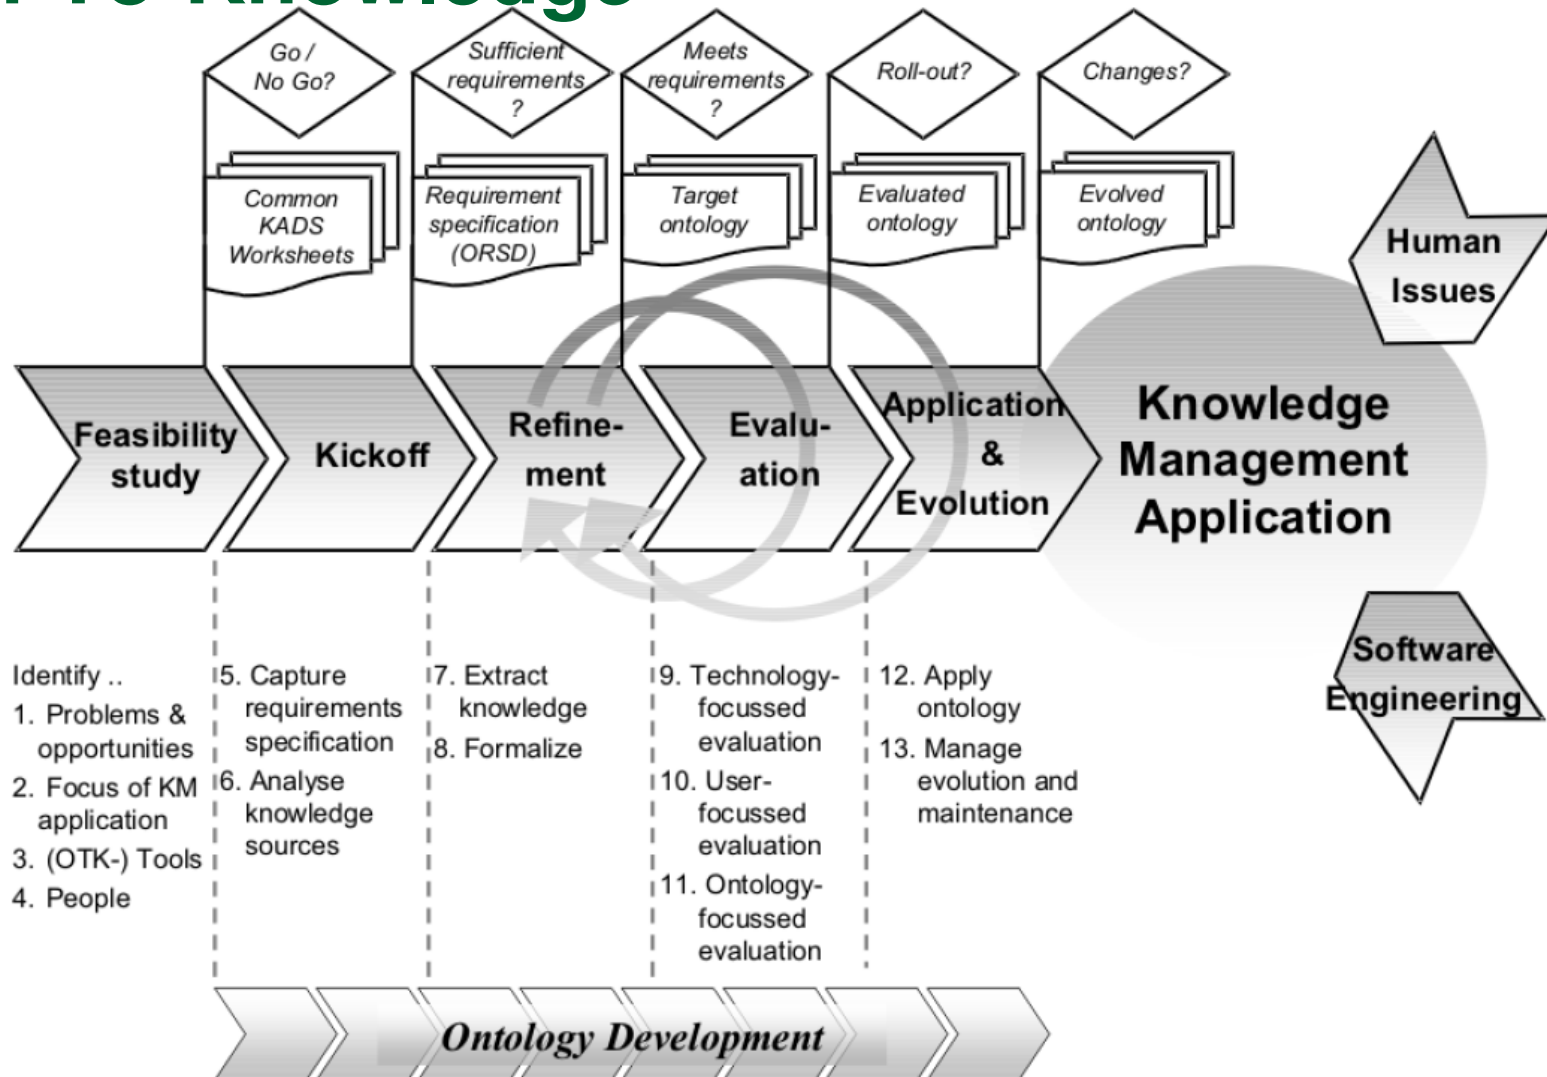 To Knowledge
Go /
No Go?
Sufficient
requirements
?
Meets
requirements
?
Roll-out?
Changes?
Common
KADS
Worksheets
Requirement
specification
(ORSD)
Target
ontology
Evaluated
ontology
Evolved
ontology
Human
Issues
Feasibility
study
Kickoff
Refine-
ment
Evalu-
ation
Application
&
Evolution
Knowledge
Management
Application
Software
Engineering
Identify ..
1. Problems &
opportunities
2. Focus of KM
application
3. (OTK-) Tools
4. People
5. Capture
requirements
specification
6. Analyse
knowledge
sources
7. Extract
knowledge
8. Formalize
9. Technology-
focussed
evaluation
10. User-
focussed
evaluation
11. Ontology-
focussed
evaluation
12. Apply
ontology
13. Manage
evolution and
maintenance
Ontology Development